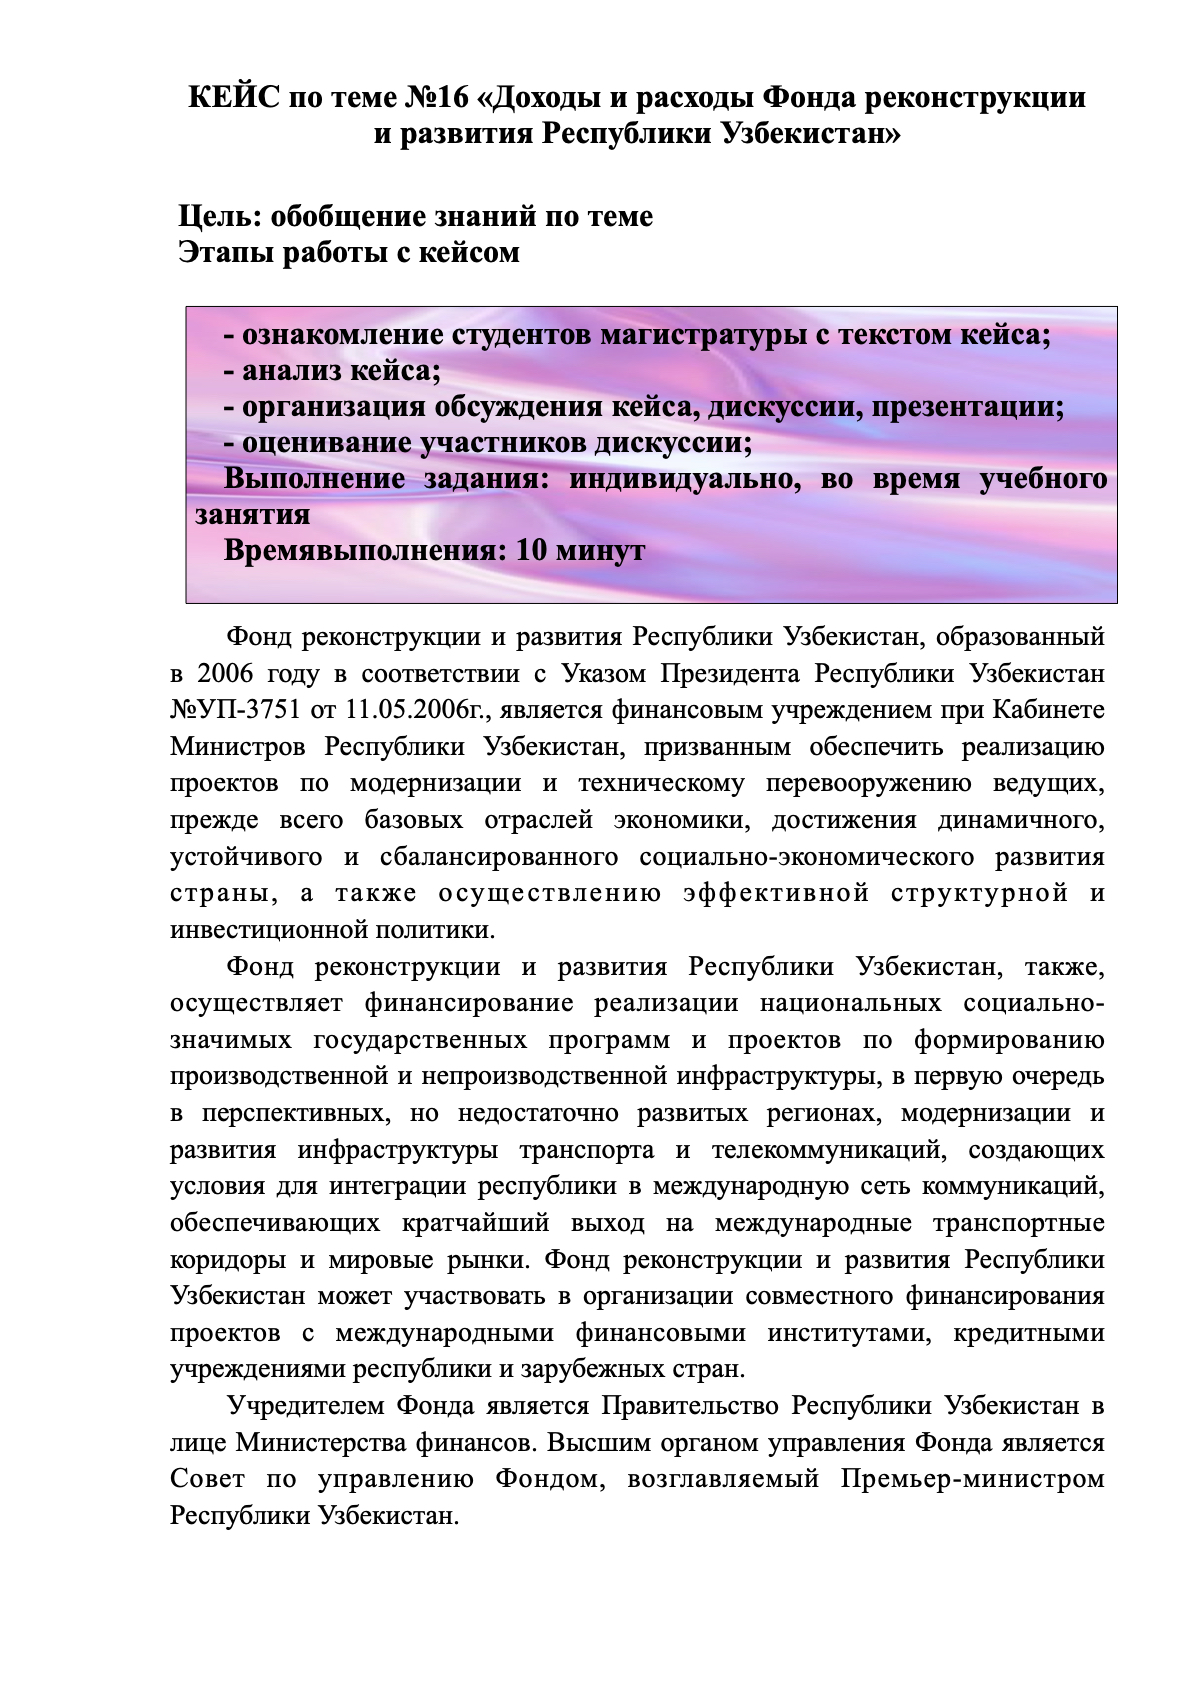 КЕЙС по теме №16 «Доходы и расходы Фонда реконструкции
и развития Республики Узбекистан»
Цель: обобщение знаний по теме
Этапы работы с кейсом
- ознакомление студентов магистратуры с текстом кейса;
- анализ кейса;
- организация обсуждения кейса, дискуссии, презентации;
- оценивание участников дискуссии;
Выполнение задания: индивидуально, во время учебного
занятия
Времявыполнения: 10 минут
Фонд реконструкции и развития Республики Узбекистан, образованный
в 2006 году в соответствии с Указом Президента Республики Узбекистан
№УП-3751 от 11.05.2006г., является финансовым учреждением при Кабинете
Министров Республики Узбекистан, призванным обеспечить реализацию
проектов по модернизации и техническому перевооружению ведущих,
прежде всего базовых отраслей экономики, достижения динамичного,
устойчивого и сбалансированного социально-экономического развития
страны, а также осуществлению эффективной структурной и
инвестиционной политики.
Фонд реконструкции и развития Республики Узбекистан, также,
осуществляет финансирование реализации национальных социально-
значимых государственных программ и проектов по формированию
производственной и непроизводственной инфраструктуры, в первую очередь
в перспективных, но недостаточно развитых регионах, модернизации и
развития инфраструктуры транспорта и телекоммуникаций, создающих
условия для интеграции республики в международную сеть коммуникаций,
обеспечивающих кратчайший выход на международные транспортные
коридоры и мировые рынки. Фонд реконструкции и развития Республики
Узбекистан может участвовать в организации совместного финансирования
проектов с международными финансовыми институтами, кредитными
учреждениями республики и зарубежных стран.
Учредителем Фонда является Правительство Республики Узбекистан в
лице Министерства финансов. Высшим органом управления Фонда является
Совет по управлению Фондом, возглавляемый Премьер-министром
Республики Узбекистан.